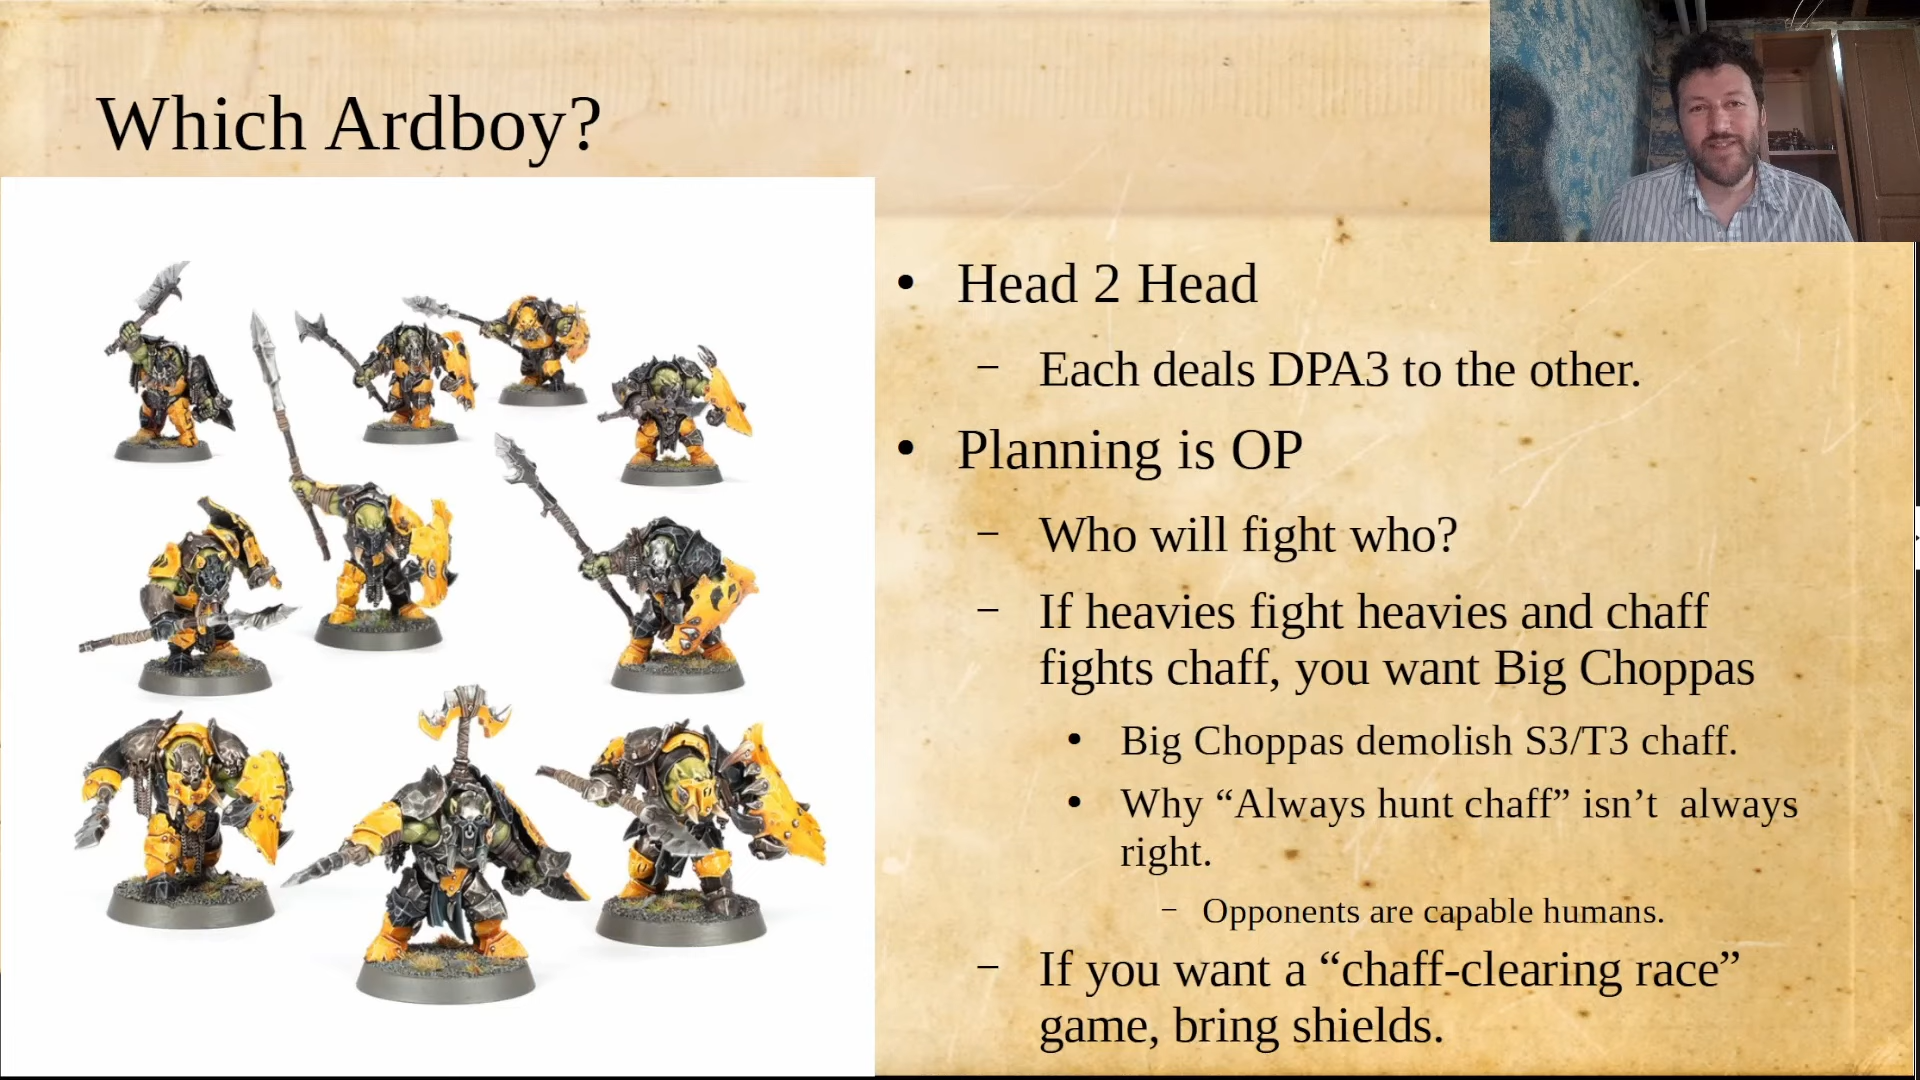 Which Ardboy?
• Head 2 Head
– Each deals DPA3 to the other.
• Planning is OP
– Who will fight who?
– If heavies fight heavies and chaff
fights chaff, you want Big Choppas
• Big Choppas demolish S3/T3 chaff.
• Why “Always hunt chaff” isn’t always
right.
– Opponents are capable humans.
– If you want a “chaff-clearing race”
game, bring shields.